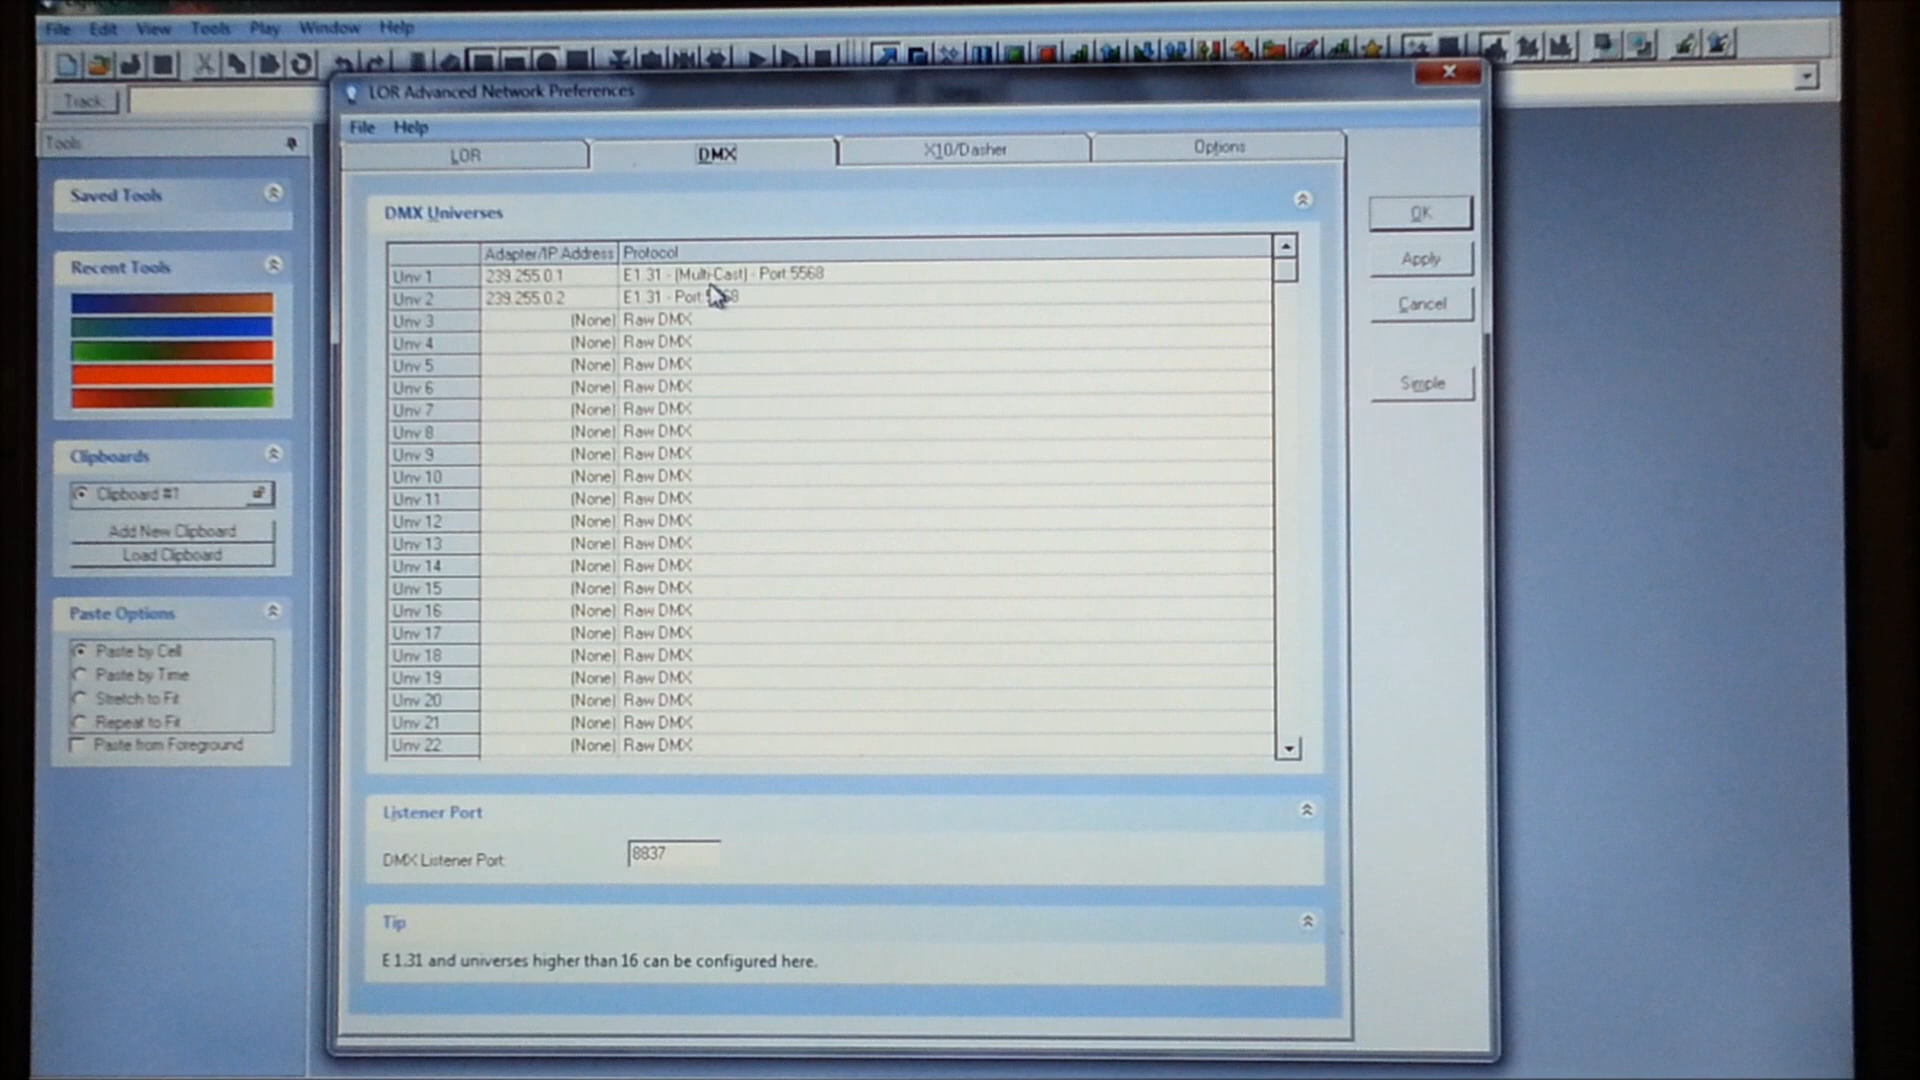 File Edit View Tools Play Window Help
Track:
LOR Advanced Network Preferences
File Help
LOR DMX X10/Dasher Options
Tools
Saved Tools
Recent Tools
Clipboards
Clipboard #1
Add New Clipboard
Load Clipboard
Paste Options
Paste by Cell
Paste by Time
Stretch to Fit
Repeat to Fit
Paste from Foreground
DMX Universes
Adapter/IP Address Protocol
Unv 1 239.255.0.1 E1.31 - (Multi-Cast) - Port 5568
Unv 2 239.255.0.2 E1.31 - Port
Unv 3 (None) Raw DMX
Unv 4 (None) Raw DMX
Unv 5 (None) Raw DMX
Unv 6 (None) Raw DMX
Unv 7 (None) Raw DMX
Unv 8 (None) Raw DMX
Unv 9 (None) Raw DMX
Unv 10 (None) Raw DMX
Unv 11 (None) Raw DMX
Unv 12 (None) Raw DMX
Unv 13 (None) Raw DMX
Unv 14 (None) Raw DMX
Unv 15 (None) Raw DMX
Unv 16 (None) Raw DMX
Unv 17 (None) Raw DMX
Unv 18 (None) Raw DMX
Unv 19 (None) Raw DMX
Unv 20 (None) Raw DMX
Unv 21 (None) Raw DMX
Unv 22 (None) Raw DMX
Listener Port
DMX Listener Port: 8837
Tip
E1.31 and universes higher than 16 can be configured here.
OK
Apply
Cancel
Simple